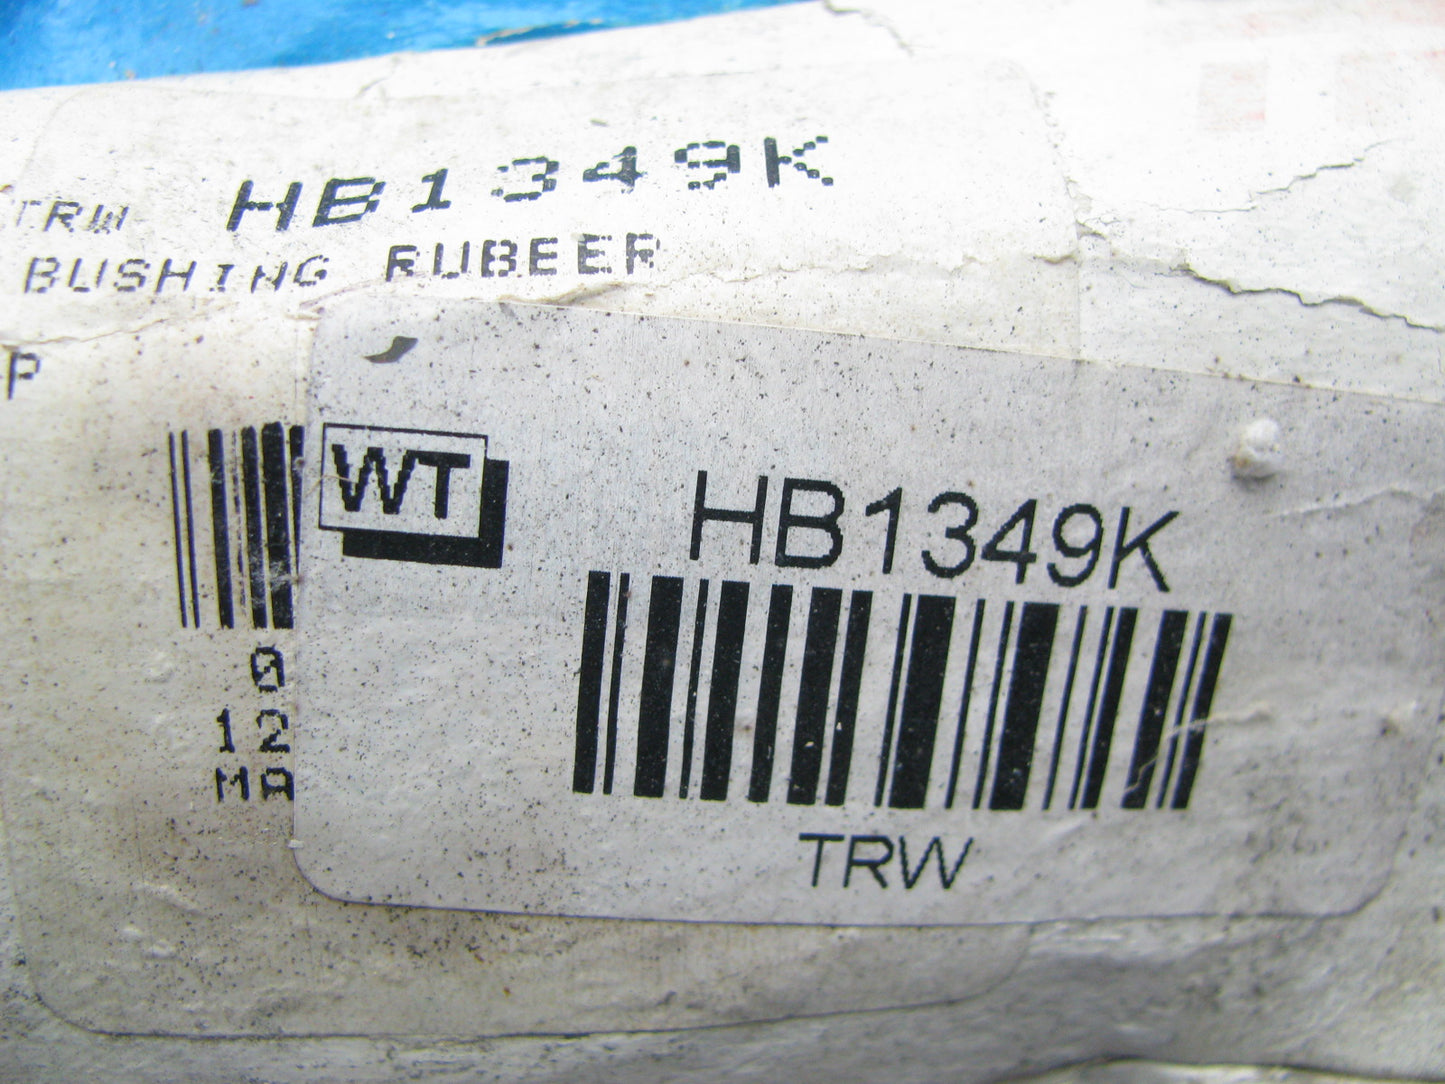 TRW HB1349K
BUSHING RUBEER
P
WT
HB1349K
0
12
MA
TRW